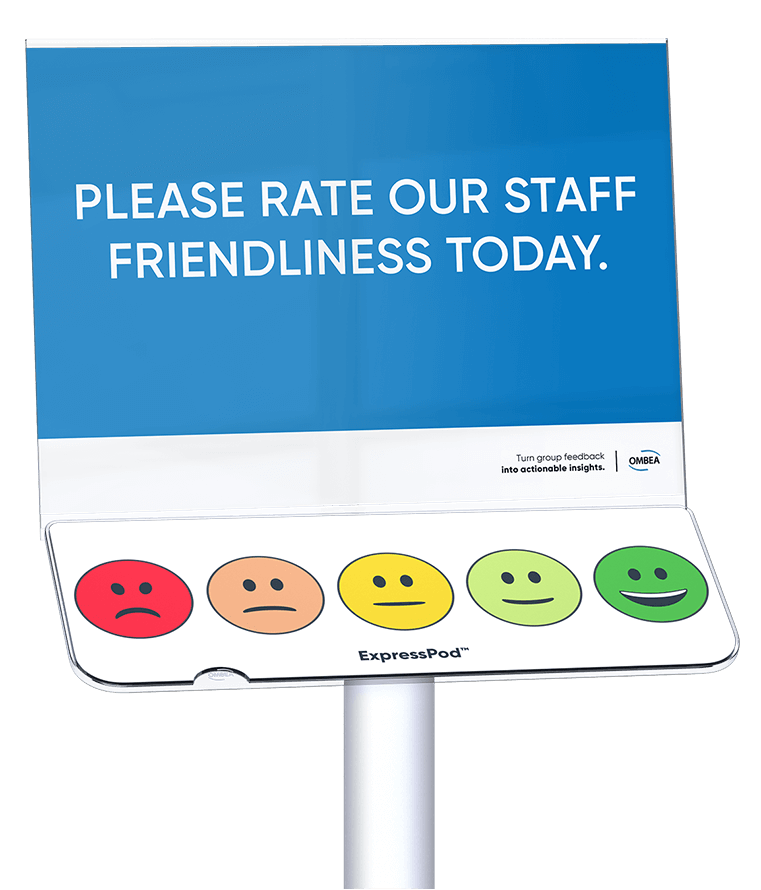 PLEASE RATE OUR STAFF
FRIENDLINESS TODAY.
Turn group feedback
into actionable insights.
OMBEA
ExpressPod™
OMBEA